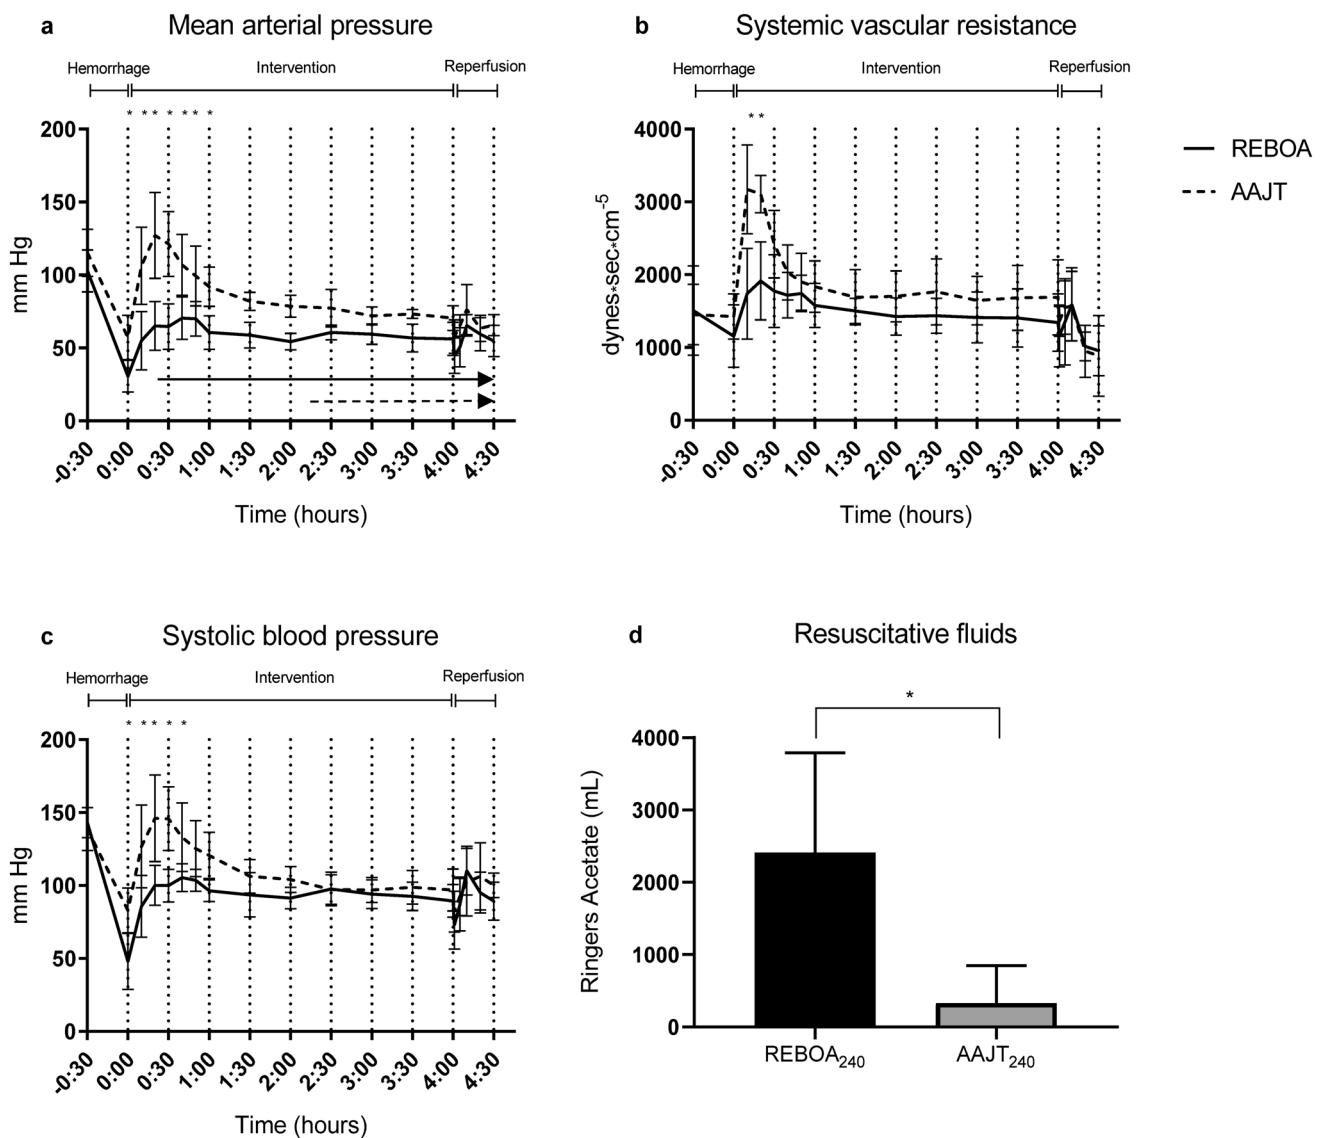 a Mean arterial pressure
Hemorrhage Intervention Reperfusion
* * * * * * *
200
150
100
50
0
mm Hg
-0:30 0:00 0:30 1:00 1:30 2:00 2:30 3:00 3:30 4:00 4:30
Time (hours)
b Systemic vascular resistance
Hemorrhage Intervention Reperfusion
* *
4000
3000
2000
1000
0
dynes*sec*cm-5
-0:30 0:00 0:30 1:00 1:30 2:00 2:30 3:00 3:30 4:00 4:30
Time (hours)
REBOA
AAJT
c Systolic blood pressure
Hemorrhage Intervention Reperfusion
* * * * *
200
150
100
50
0
mm Hg
-0:30 0:00 0:30 1:00 1:30 2:00 2:30 3:00 3:30 4:00 4:30
Time (hours)
d Resuscitative fluids
*
4000
3000
2000
1000
0
Ringers Acetate (mL)
REBOA240 AAJT240